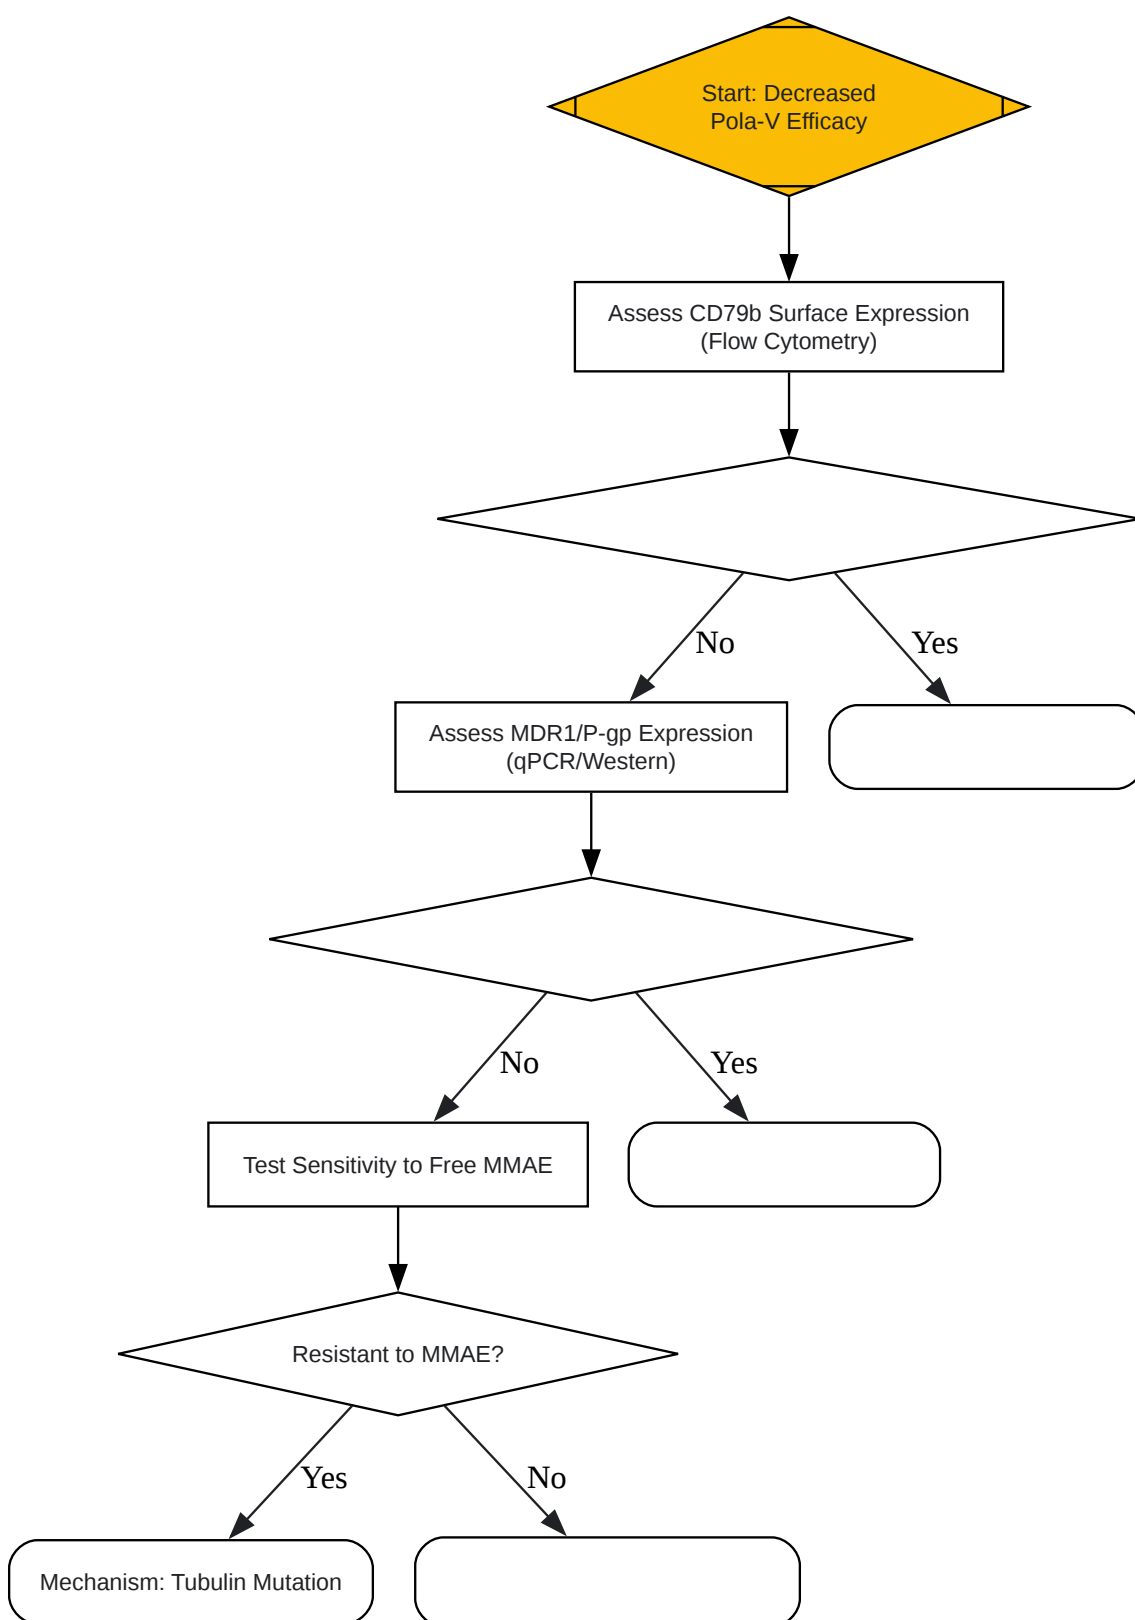 Start: Decreased
Pola-V Efficacy
Assess CD79b Surface Expression
(Flow Cytometry)
No
Yes
Assess MDR1/P-gp Expression
(qPCR/Western)
No
Yes
Test Sensitivity to Free MMAE
Resistant to MMAE?
Yes
No
Mechanism: Tubulin Mutation